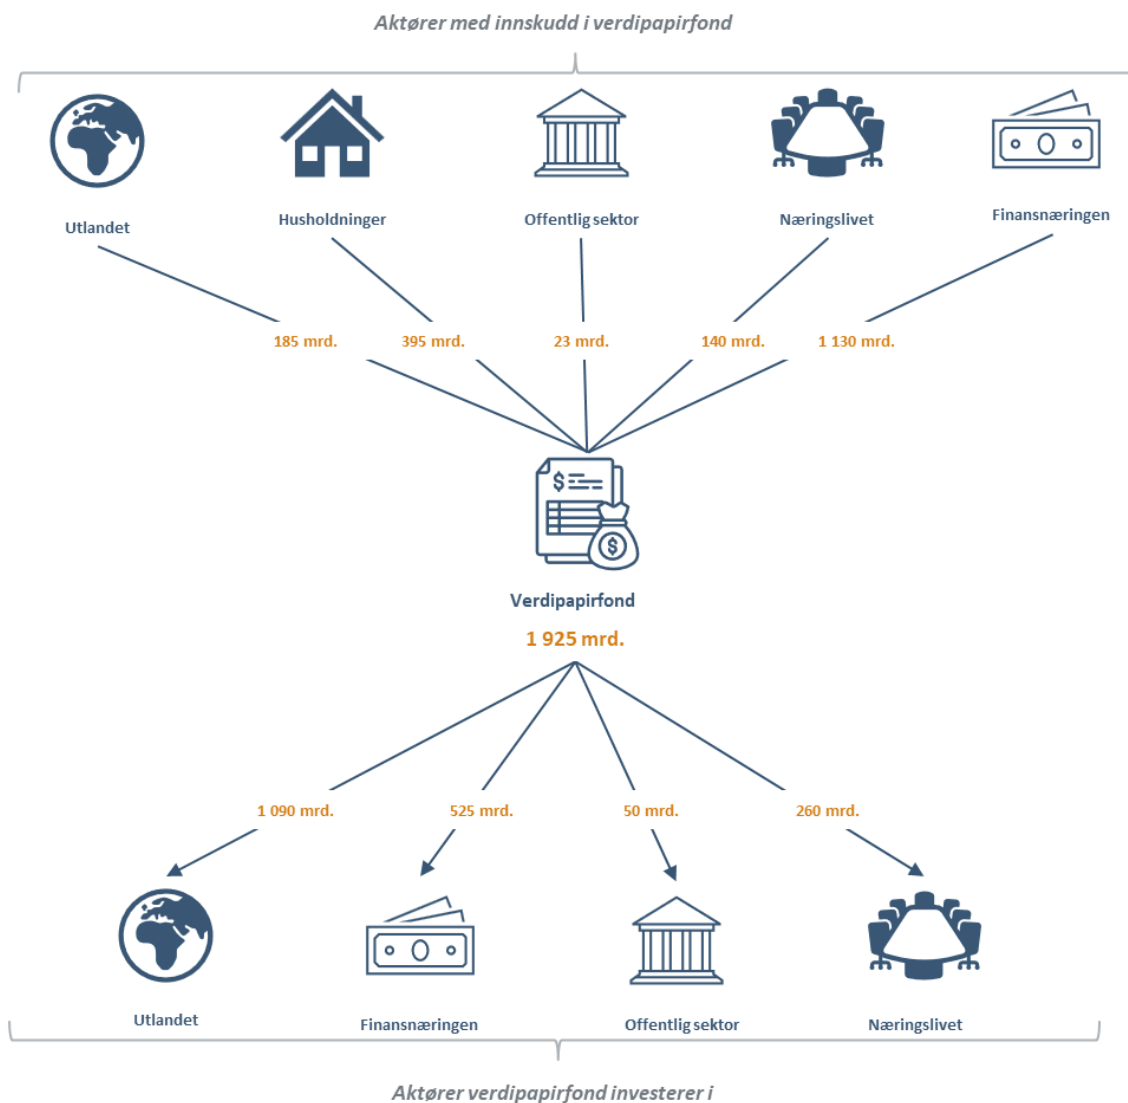 Aktører med innskudd i verdipapirfond
Utlandet
Husholdninger
Offentlig sektor
Næringslivet
Finansnæringen
185 mrd.
395 mrd.
23 mrd.
140 mrd.
1 130 mrd.
$
$
Verdipapirfond
1 925 mrd.
1 090 mrd.
525 mrd.
50 mrd.
260 mrd.
Utlandet
Finansnæringen
Offentlig sektor
Næringslivet
Aktører verdipapirfond investerer i